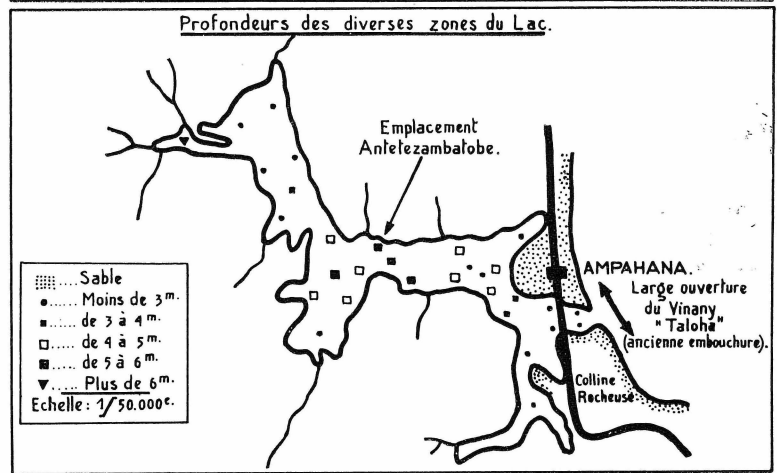 Profondeurs des diverses zones du Lac.
Emplacement
Antetezambatobe.
AMPAHANA.
Large ouverture
du Vinany
"Taloha"
(ancienne embouchure).
Colline
Rocheuse
.... Sable
...... Moins de 3m.
...... de 3 à 4m.
..... de 4 à 5m.
..... de 5 à 6m.
..... Plus de 6m.
Echelle: 1/50.000e.